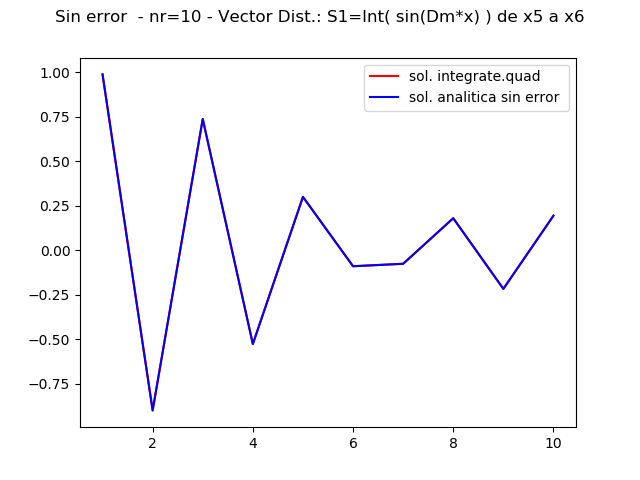 Sin error  - nr=10 - Vector Dist.: S1=Int( sin(Dm*x) ) de x5 a x6
sol. integrate.quad
sol. analitica sin error
1.00
0.75
0.50
0.25
0.00
−0.25
−0.50
−0.75
2 4 6 8 10